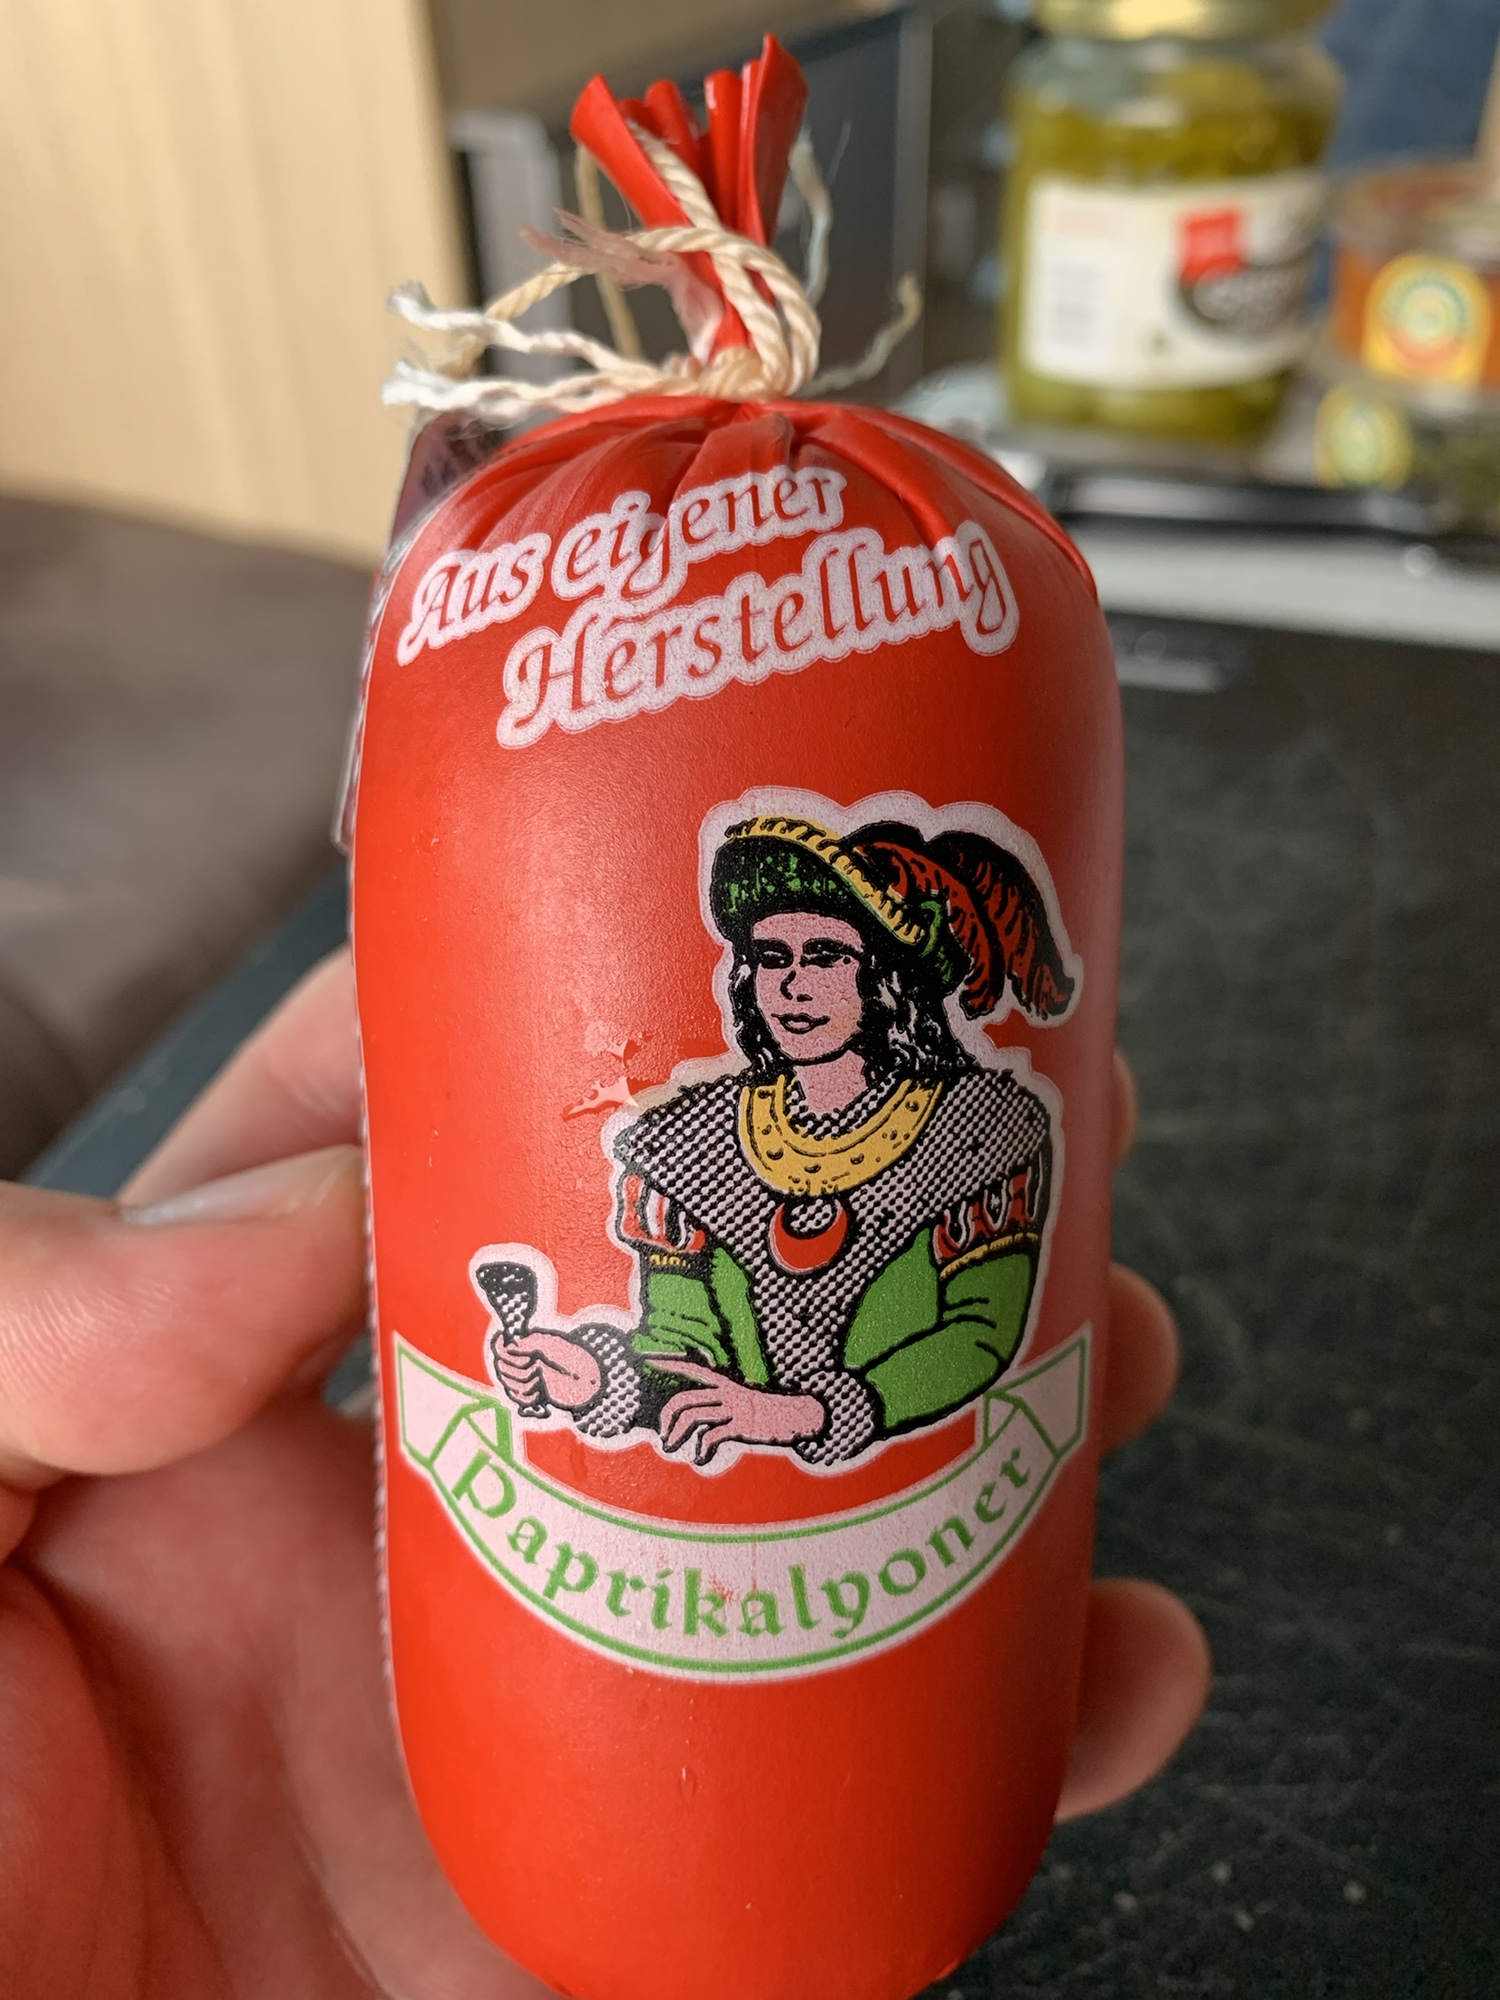 Aus eigener
Herstellung
Paprikalyoner